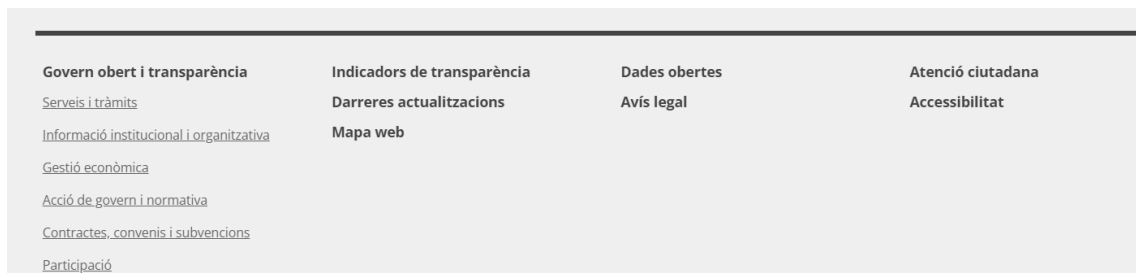 Govern obert i transparència
Serveis i tràmits
Informació institucional i organitzativa
Gestió econòmica
Acció de govern i normativa
Contractes, convenis i subvencions
Participació
Indicadors de transparència
Darreres actualitzacions
Mapa web
Dades obertes
Avís legal
Atenció ciutadana
Accessibilitat